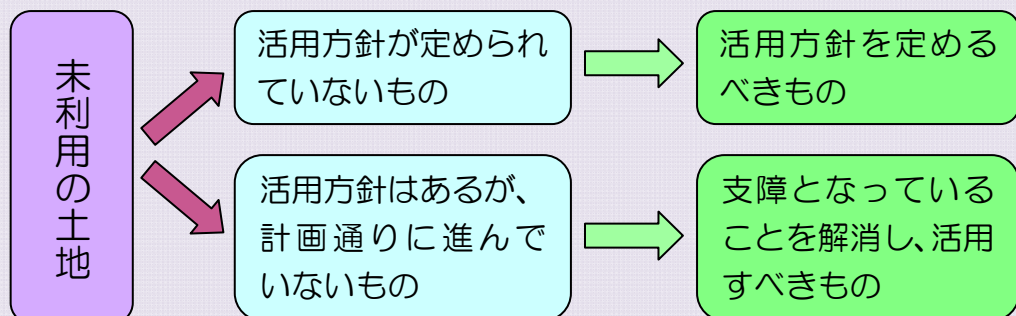 未利用の土地
活用方針が定められ
ていないもの
活用方針を定める
べきもの
活用方針はあるが、
計画通りに進んで
いないもの
支障となっている
ことを解消し、活用
すべきもの